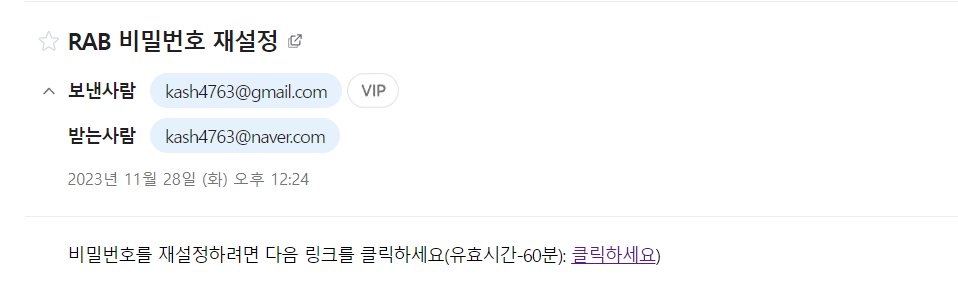 RAB 비밀번호 재설정
보낸사람 kash4763@gmail.com VIP
받는사람 kash4763@naver.com
2023년 11월 28일 (화) 오후 12:24
비밀번호를 재설정하려면 다음 링크를 클릭하세요(유효시간-60분): 클릭하세요)